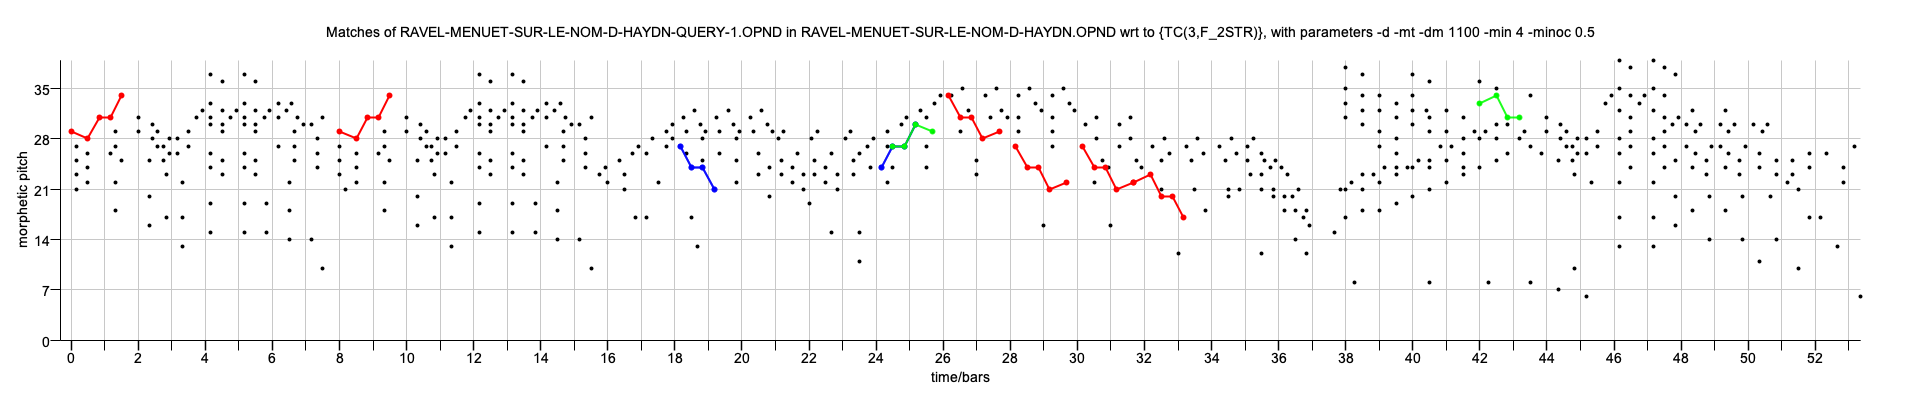 Matches of RAVEL-MENUET-SUR-LE-NOM-D-HAYDN-QUERY-1.OPND in RAVEL-MENUET-SUR-LE-NOM-D-HAYDN.OPND wrt to {TC(3,F_2STR)}, with parameters -d -mt -dm 1100 -min 4 -minoc 0.5
morphetic pitch
35
28
21
14
7
0
0 2 4 6 8 10 12 14 16 18 20 22 24 26 28 30 32 34 36 38 40 42 44 46 48 50 52
time/bars